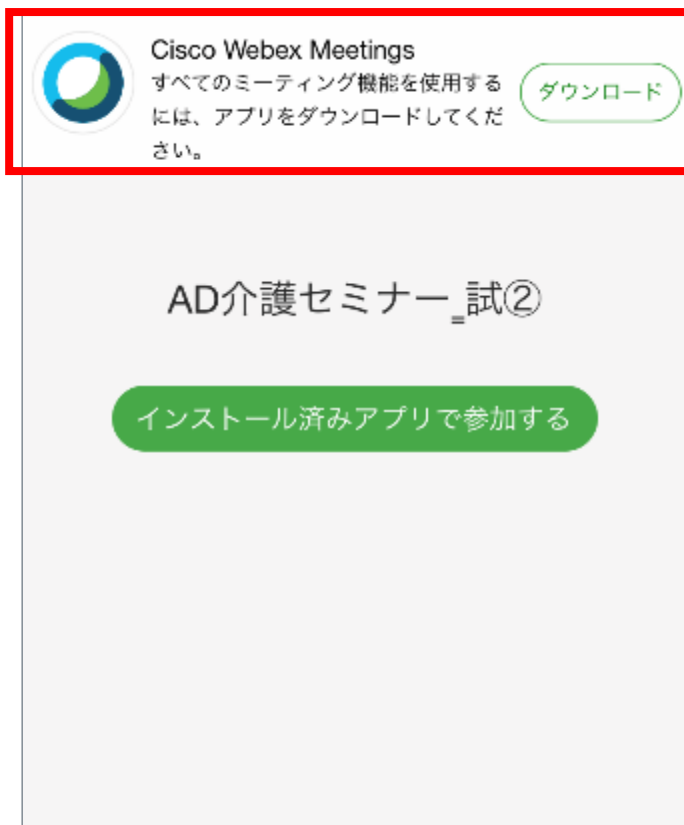 Cisco Webex Meetings
すべてのミーティング機能を使用する
には、アプリをダウンロードしてくだ
さい。
ダウンロード
AD介護セミナー_試②
インストール済みアプリで参加する